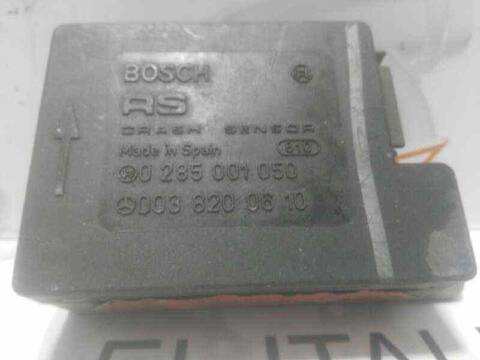 BOSCH
RS
CRASH SENSOR
Made in Spain
0 285 001 050
003 820 06 10